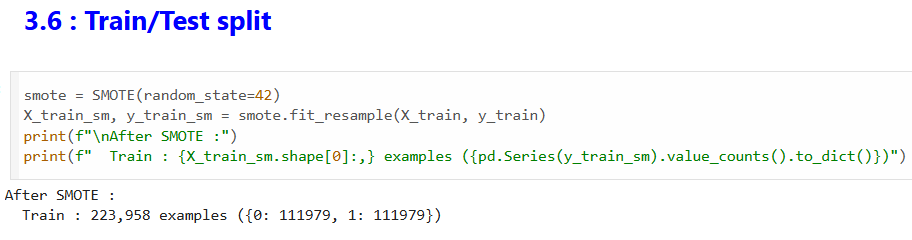 3.6 : Train/Test split
smote = SMOTE(random_state=42)
X_train_sm, y_train_sm = smote.fit_resample(X_train, y_train)
print(f"\nAfter SMOTE :")
print(f"  Train : {X_train_sm.shape[0]:,} examples ({pd.Series(y_train_sm).value_counts().to_dict()})")
After SMOTE :
  Train : 223,958 examples ({0: 111979, 1: 111979})